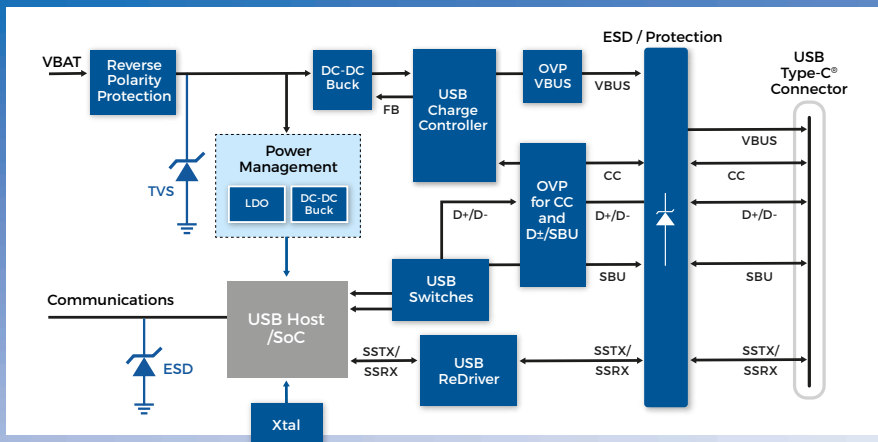 ESD / Protection
USB
Type-C®
Connector
VBAT
Reverse
Polarity
Protection
DC-DC
Buck
FB
USB
Charge
Controller
OVP
VBUS
VBUS
VBUS
Power
Management
LDO
DC-DC
Buck
TVS
OVP
for CC
and
D±/SBU
CC
CC
D+/D-
D+/D-
D+/D-
SBU
SBU
USB
Switches
Communications
USB Host
/SoC
ESD
SSTX/
SSRX
USB
ReDriver
SSTX/
SSRX
SSTX/
SSRX
Xtal